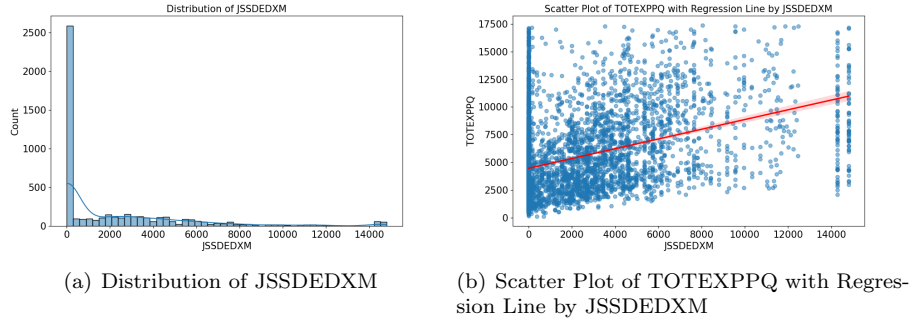 Distribution of JSSDEDXM
2500
2000
1500
1000
500
0
Count
0 2000 4000 6000 8000 10000 12000 14000
JSSDEDXM
(a) Distribution of JSSDEDXM
Scatter Plot of TOTEXPPQ with Regression Line by JSSDEDXM
17500
15000
12500
10000
7500
5000
2500
0
TOTEXPPQ
0 2000 4000 6000 8000 10000 12000 14000
JSSDEDXM
(b) Scatter Plot of TOTEXPPQ with Regres-
sion Line by JSSDEDXM